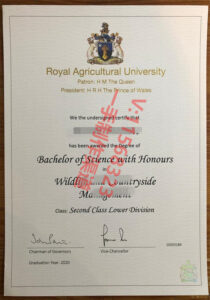 Royal Agricultural University
Patron: H M The Queen
President: H R H The Prince of Wales
We the undersigned certify that
has been awarded the Degree of
Bachelor of Science with Honours
Wildlife and Countryside
Management
Class: Second Class Lower Division
Chairman of Governors
Vice-Chancellor
Graduation Year: 2020